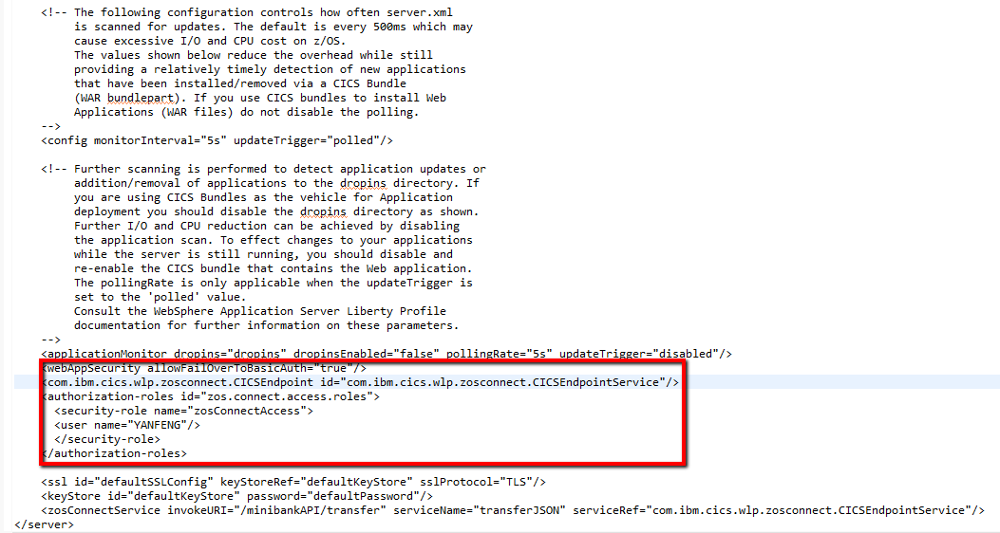 <!-- The following configuration controls how often server.xml
is scanned for updates. The default is every 500ms which may
cause excessive I/O and CPU cost on z/OS.
The values shown below reduce the overhead while still
providing a relatively timely detection of new applications
that have been installed/removed via a CICS Bundle
(WAR bundlepart). If you use CICS bundles to install Web
Applications (WAR files) do not disable the polling.
-->
<config monitorInterval="5s" updateTrigger="polled"/>
<!-- Further scanning is performed to detect application updates or
addition/removal of applications to the dropins directory. If
you are using CICS Bundles as the vehicle for Application
deployment you should disable the dropins directory as shown.
Further I/O and CPU reduction can be achieved by disabling
the application scan. To effect changes to your applications
while the server is still running, you should disable and
re-enable the CICS bundle that contains the Web application.
The pollingRate is only applicable when the updateTrigger is
set to the 'polled' value.
Consult the WebSphere Application Server Liberty Profile
documentation for further information on these parameters.
-->
<applicationMonitor dropins="dropins" dropinsEnabled="false" pollingRate="5s" updateTrigger="disabled"/>
<webAppSecurity allowFailOverToBasicAuth="true"/>
<com.ibm.cics.wlp.zosconnect.CICSEndpoint id="com.ibm.cics.wlp.zosconnect.CICSEndpointService"/>
<authorization-roles id="zos.connect.access.roles">
<security-role name="zosConnectAccess">
<user name="YANFENG"/>
</security-role>
</authorization-roles>
<ssl id="defaultSSLConfig" keyStoreRef="defaultKeyStore" sslProtocol="TLS"/>
<keyStore id="defaultKeyStore" password="defaultPassword"/>
<zosConnectService invokeURI="/minibankAPI/transfer" serviceName="transferJSON" serviceRef="com.ibm.cics.wlp.zosconnect.CICSEndpointService"/>
</server>